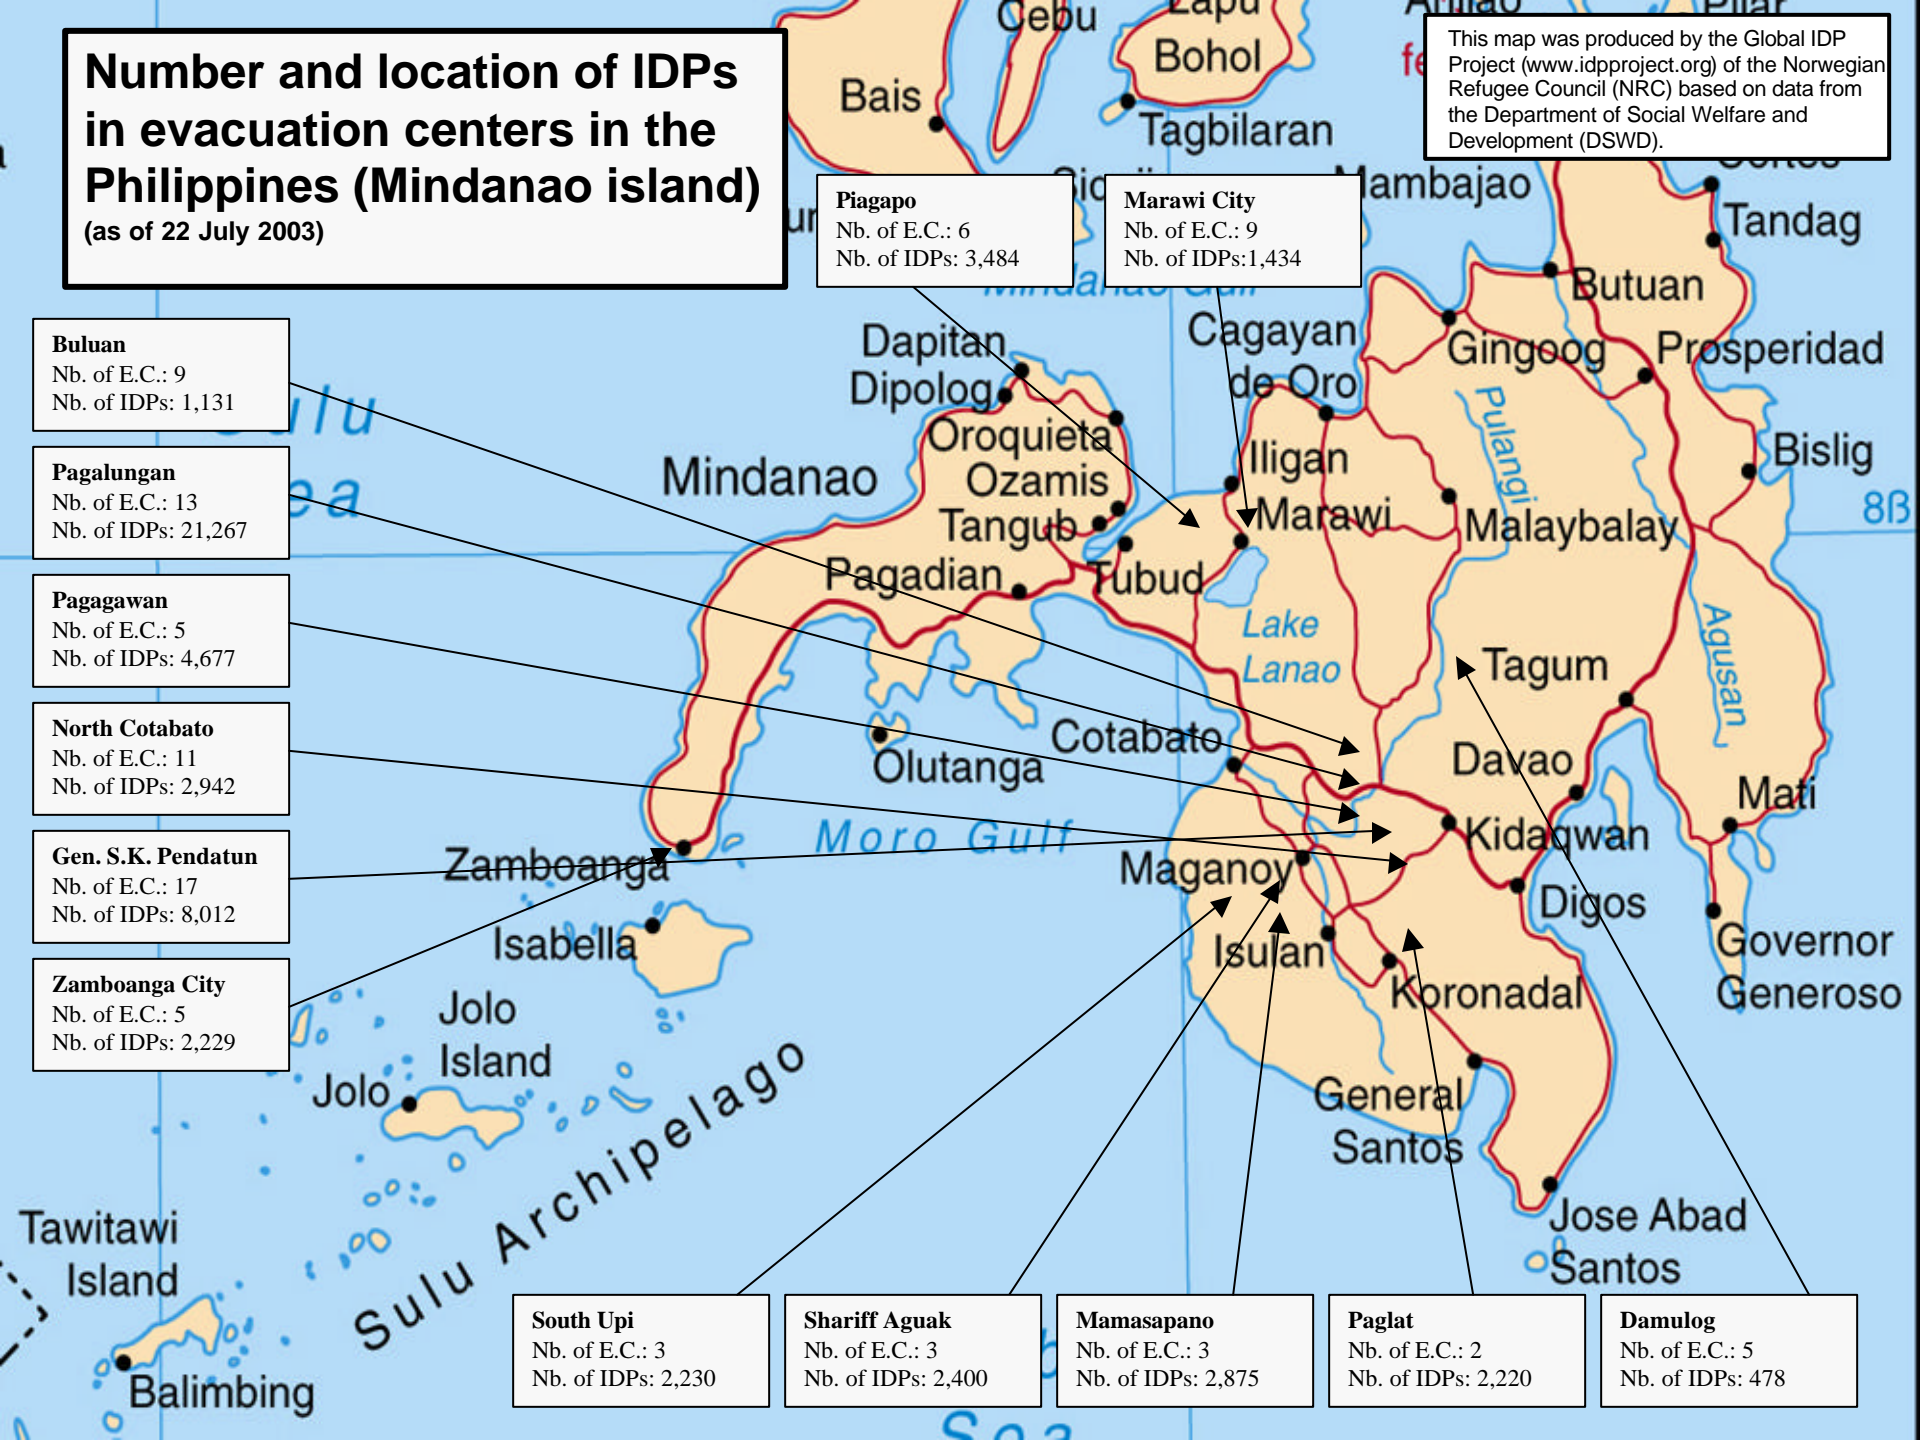 Number and location of IDPs
in evacuation centers in the
Philippines (Mindanao island)
(as of 22 July 2003)
This map was produced by the Global IDP
Project (www.idpproject.org) of the Norwegian
Refugee Council (NRC) based on data from
the Department of Social Welfare and
Development (DSWD).
Cebu
Lapu
Bohol
Bais
Tagbilaran
Mambajao
Tandag
Piagapo
Nb. of E.C.: 6
Nb. of IDPs: 3,484
Marawi City
Nb. of E.C.: 9
Nb. of IDPs:1,434
Mindanao Gulf
Butuan
Buluan
Nb. of E.C.: 9
Nb. of IDPs: 1,131
Pagalungan
Nb. of E.C.: 13
Nb. of IDPs: 21,267
Pagagawan
Nb. of E.C.: 5
Nb. of IDPs: 4,677
North Cotabato
Nb. of E.C.: 11
Nb. of IDPs: 2,942
Gen. S.K. Pendatun
Nb. of E.C.: 17
Nb. of IDPs: 8,012
Zamboanga City
Nb. of E.C.: 5
Nb. of IDPs: 2,229
Sulu
Sea
Dapitan
Dipolog
Cagayan
de Oro
Gingoog
Prosperidad
Oroquieta
Ozamis
Mindanao
Tangub
Iligan
Marawi
Pulangi
Malaybalay
Bislig
8ß
Pagadian
Tubud
Lake
Lanao
Tagum
Agusan
Cotabato
Olutanga
Davao
Mati
Moro Gulf
Zamboanga
Maganoy
Kidaqwan
Digos
Isabella
Isulan
Koronadal
Governor
Generoso
Jolo
Island
Jolo
General
Santos
Sulu Archipelago
Tawitawi
Island
Jose Abad
Santos
Balimbing
South Upi
Nb. of E.C.: 3
Nb. of IDPs: 2,230
Shariff Aguak
Nb. of E.C.: 3
Nb. of IDPs: 2,400
Mamasapano
Nb. of E.C.: 3
Nb. of IDPs: 2,875
Paglat
Nb. of E.C.: 2
Nb. of IDPs: 2,220
Damulog
Nb. of E.C.: 5
Nb. of IDPs: 478
Sea